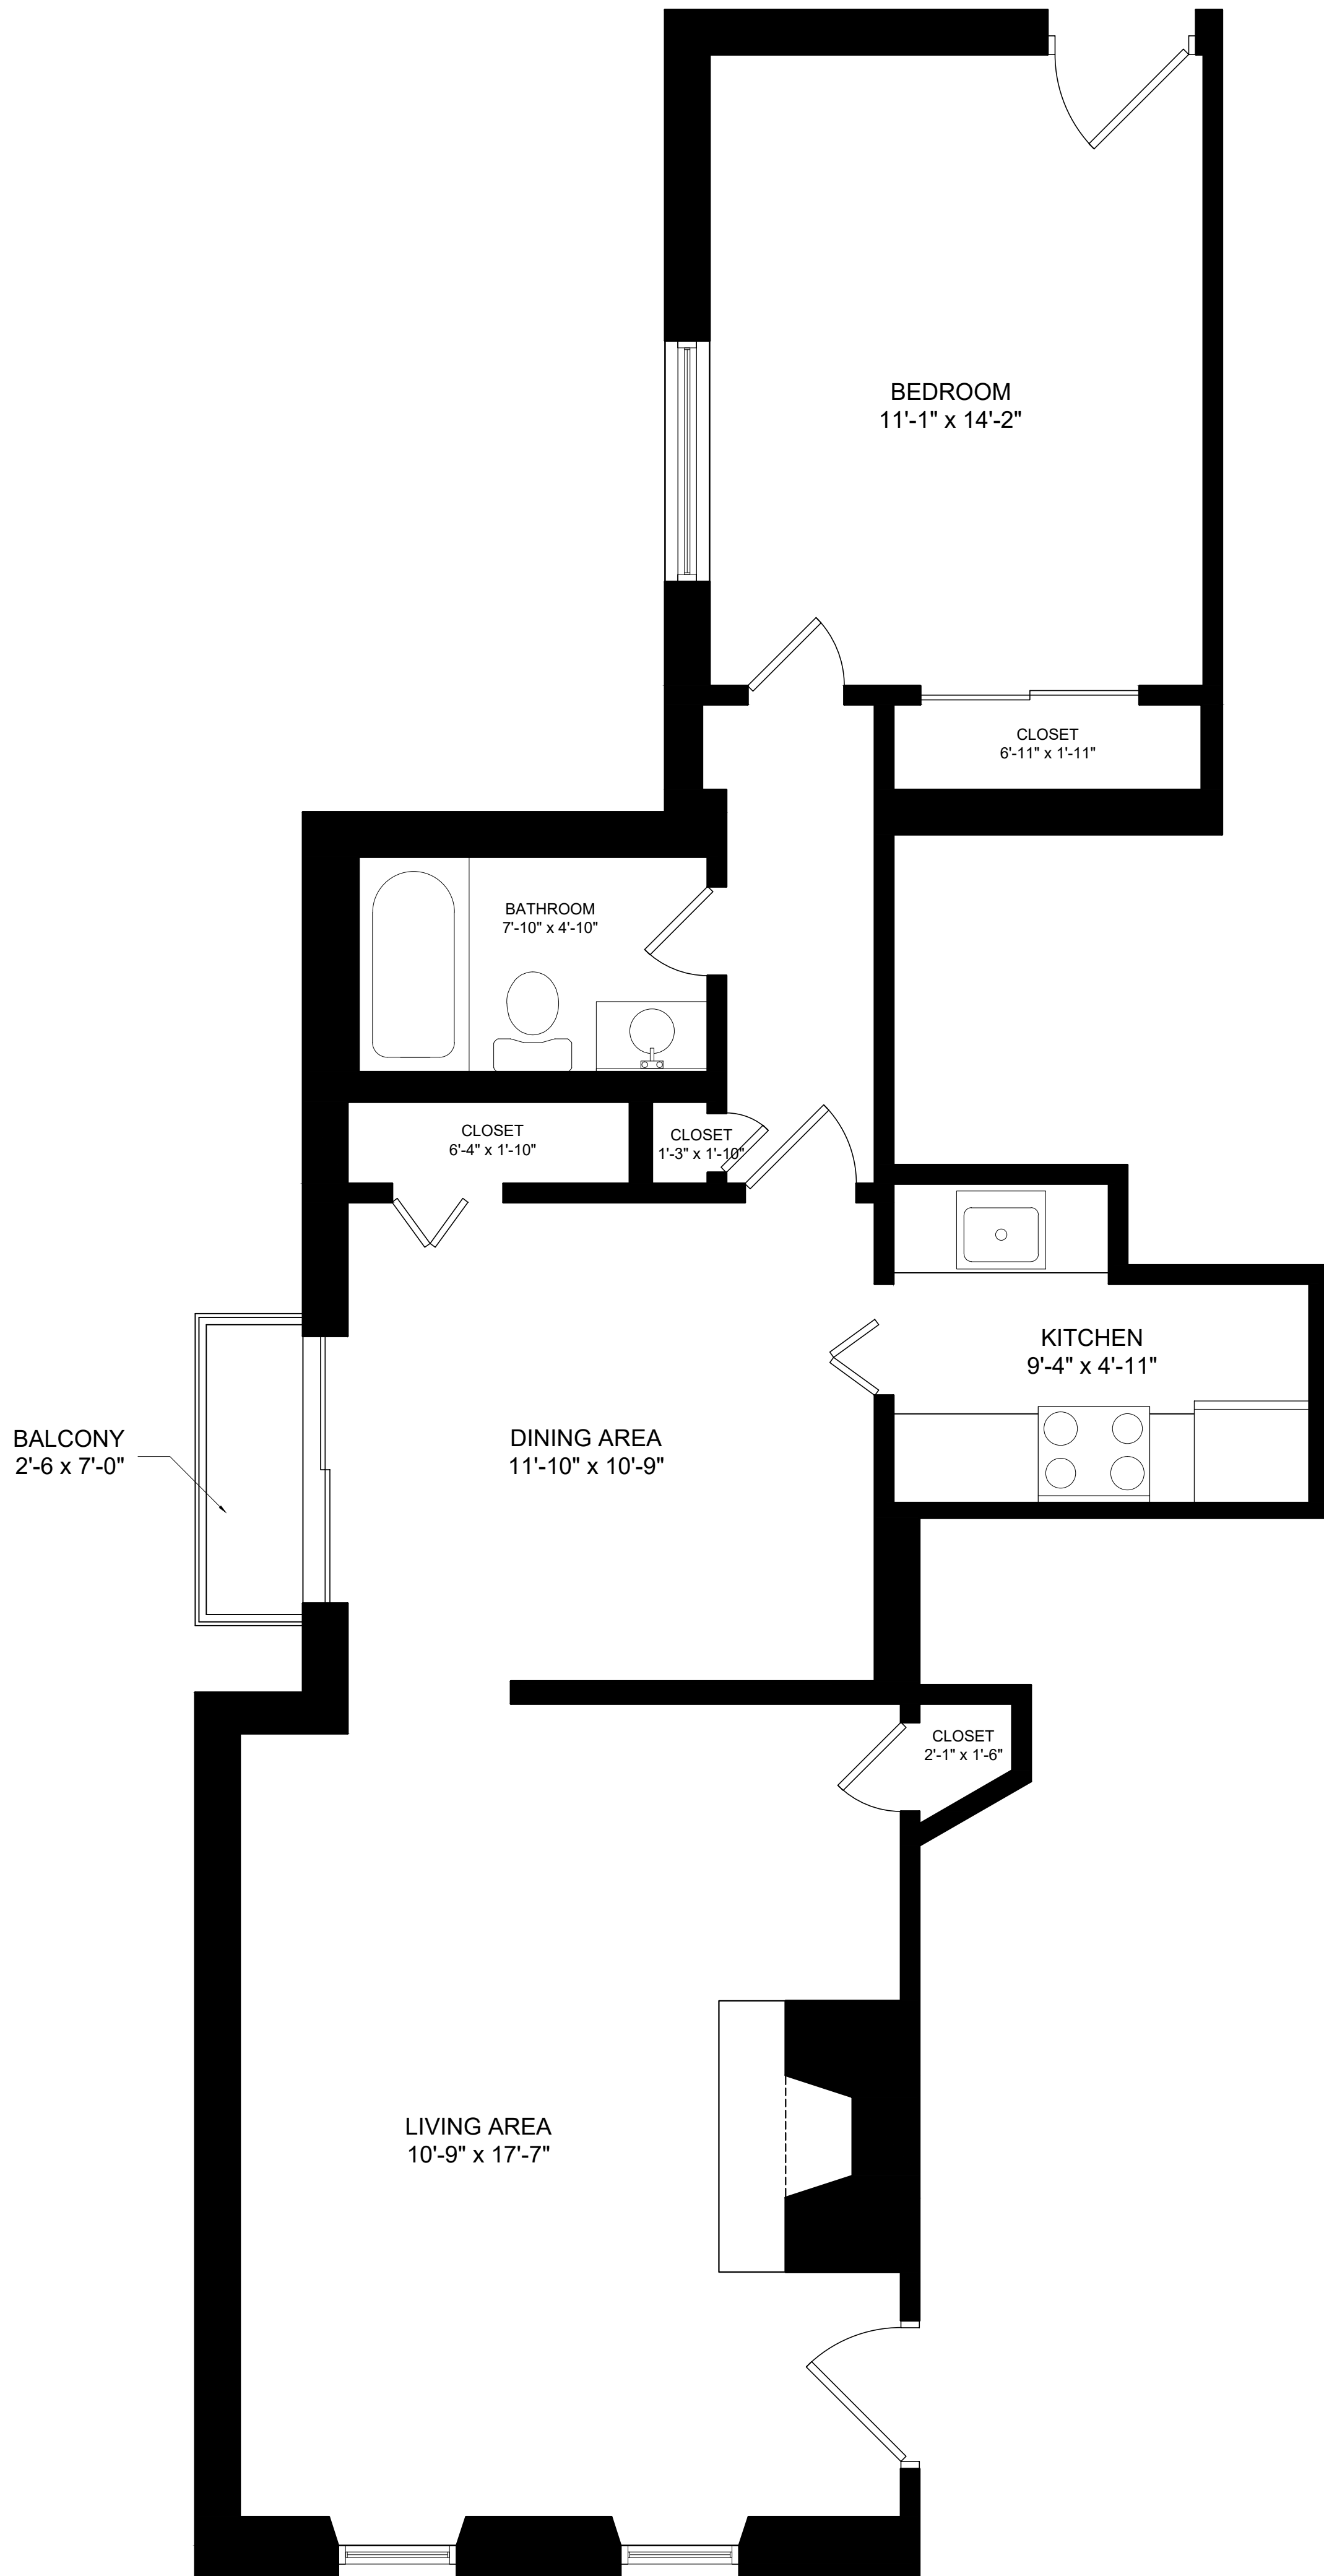 BEDROOM
11'-1" x 14'-2"
CLOSET
6'-11" x 1'-11"
BATHROOM
7'-10" x 4'-10"
CLOSET
6'-4" x 1'-10"
CLOSET
1'-3" x 1'-10"
KITCHEN
9'-4" x 4'-11"
BALCONY
2'-6 x 7'-0"
DINING AREA
11'-10" x 10'-9"
CLOSET
2'-1" x 1'-6"
LIVING AREA
10'-9" x 17'-7"